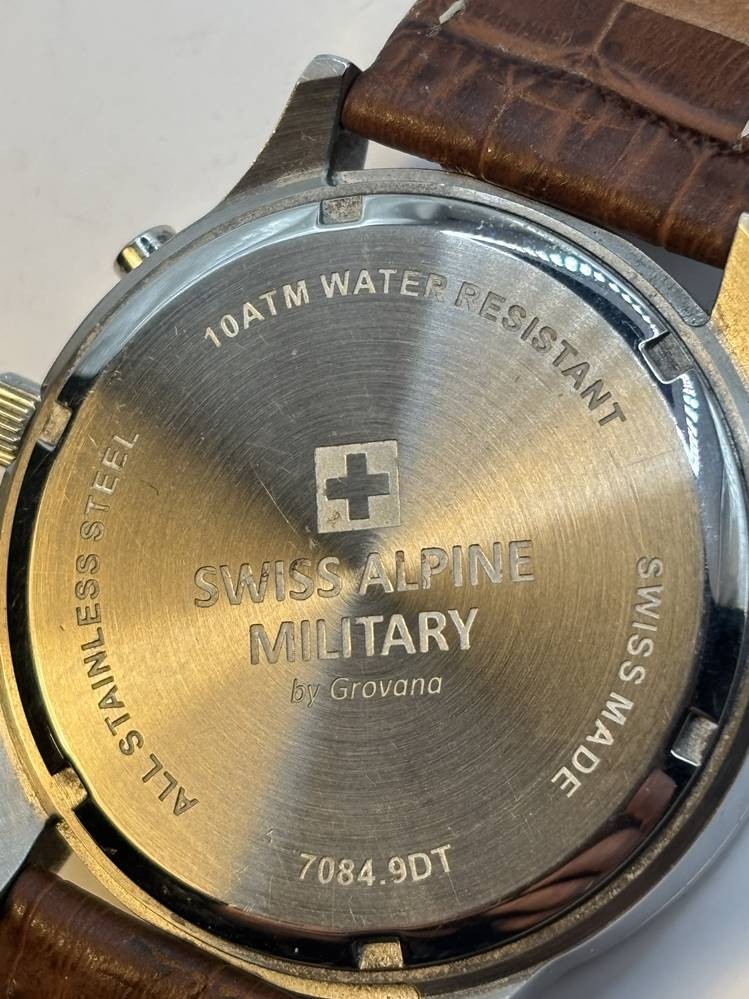 10ATM WATER RESISTANT
ALL STAINLESS STEEL
SWISS ALPINE
MILITARY
by Grovana
SWISS MADE
7084.9DT